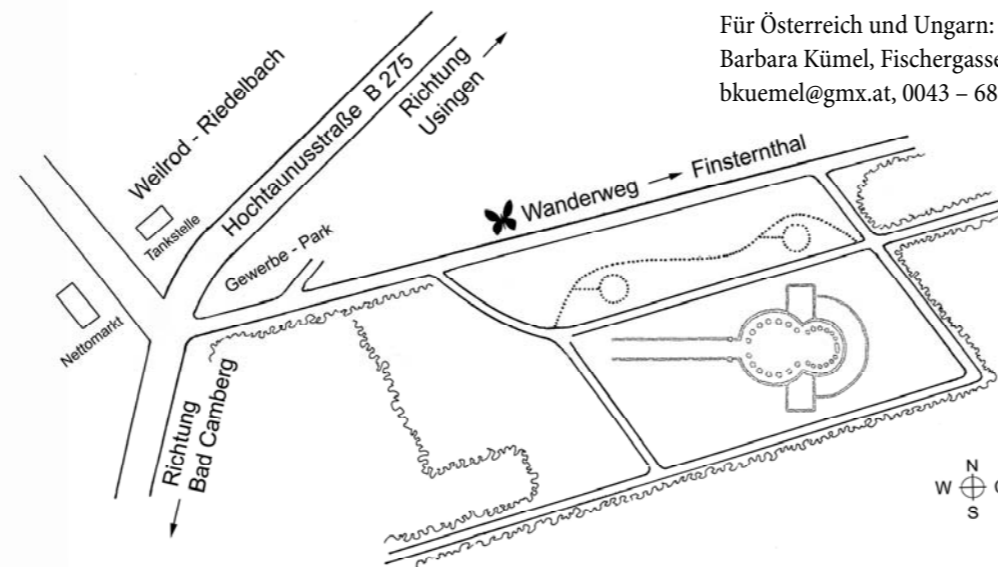 Für Österreich und Ungarn:
Barbara Kümel, Fischergasse
bkuemel@gmx.at, 0043 – 68
Weilrod - Riedelbach
Hochtaunusstraße B 275
Richtung
Usingen
Tankstelle
Gewerbe - Park
Wanderweg
Finsternthal
Nettomarkt
Richtung
Bad Camberg
N
W
S